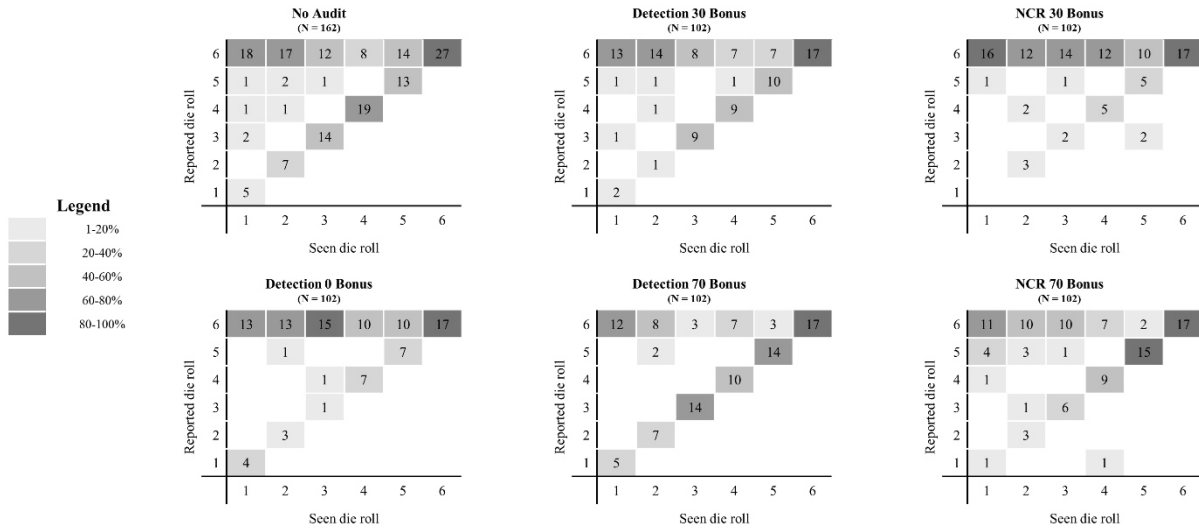 No Audit
(N = 162)
Reported die roll
6 18 17 12 8 14 27
5 1 2 1 13
4 1 1 19
3 2 14
2 7
1 5
1 2 3 4 5 6
Seen die roll
Detection 30 Bonus
(N = 102)
Reported die roll
6 13 14 8 7 7 17
5 1 1 1 10
4 1 9
3 1 9
2 1
1 2
1 2 3 4 5 6
Seen die roll
NCR 30 Bonus
(N = 102)
Reported die roll
6 16 12 14 12 10 17
5 1 1 5
4 2 5
3 2 2
2 3
1
1 2 3 4 5 6
Seen die roll
Legend
1-20%
20-40%
40-60%
60-80%
80-100%
Detection 0 Bonus
(N = 102)
Reported die roll
6 13 13 15 10 10 17
5 1 7
4 1 7
3 1
2 3
1 4
1 2 3 4 5 6
Seen die roll
Detection 70 Bonus
(N = 102)
Reported die roll
6 12 8 3 7 3 17
5 2 14
4 10
3 14
2 7
1 5
1 2 3 4 5 6
Seen die roll
NCR 70 Bonus
(N = 102)
Reported die roll
6 11 10 10 7 2 17
5 4 3 1 15
4 1 9
3 1 6
2 3
1 1 1
1 2 3 4 5 6
Seen die roll